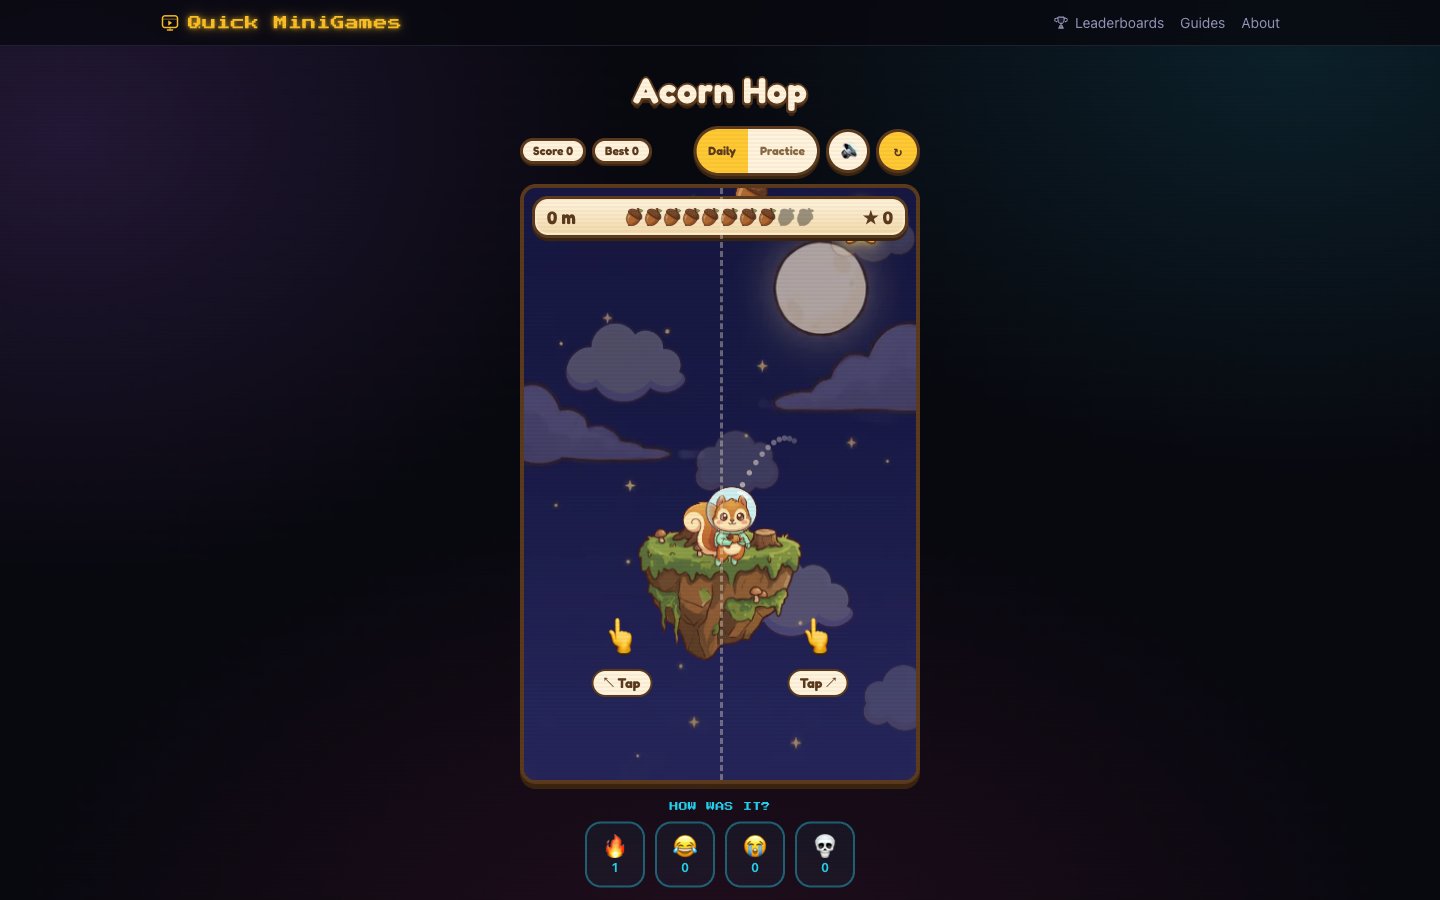 Quick MiniGames
Leaderboards Guides About
Acorn Hop
Score 0 Best 0 Daily Practice
0 m ★ 0
↖ Tap Tap ↗
HOW WAS IT?
1 0 0 0